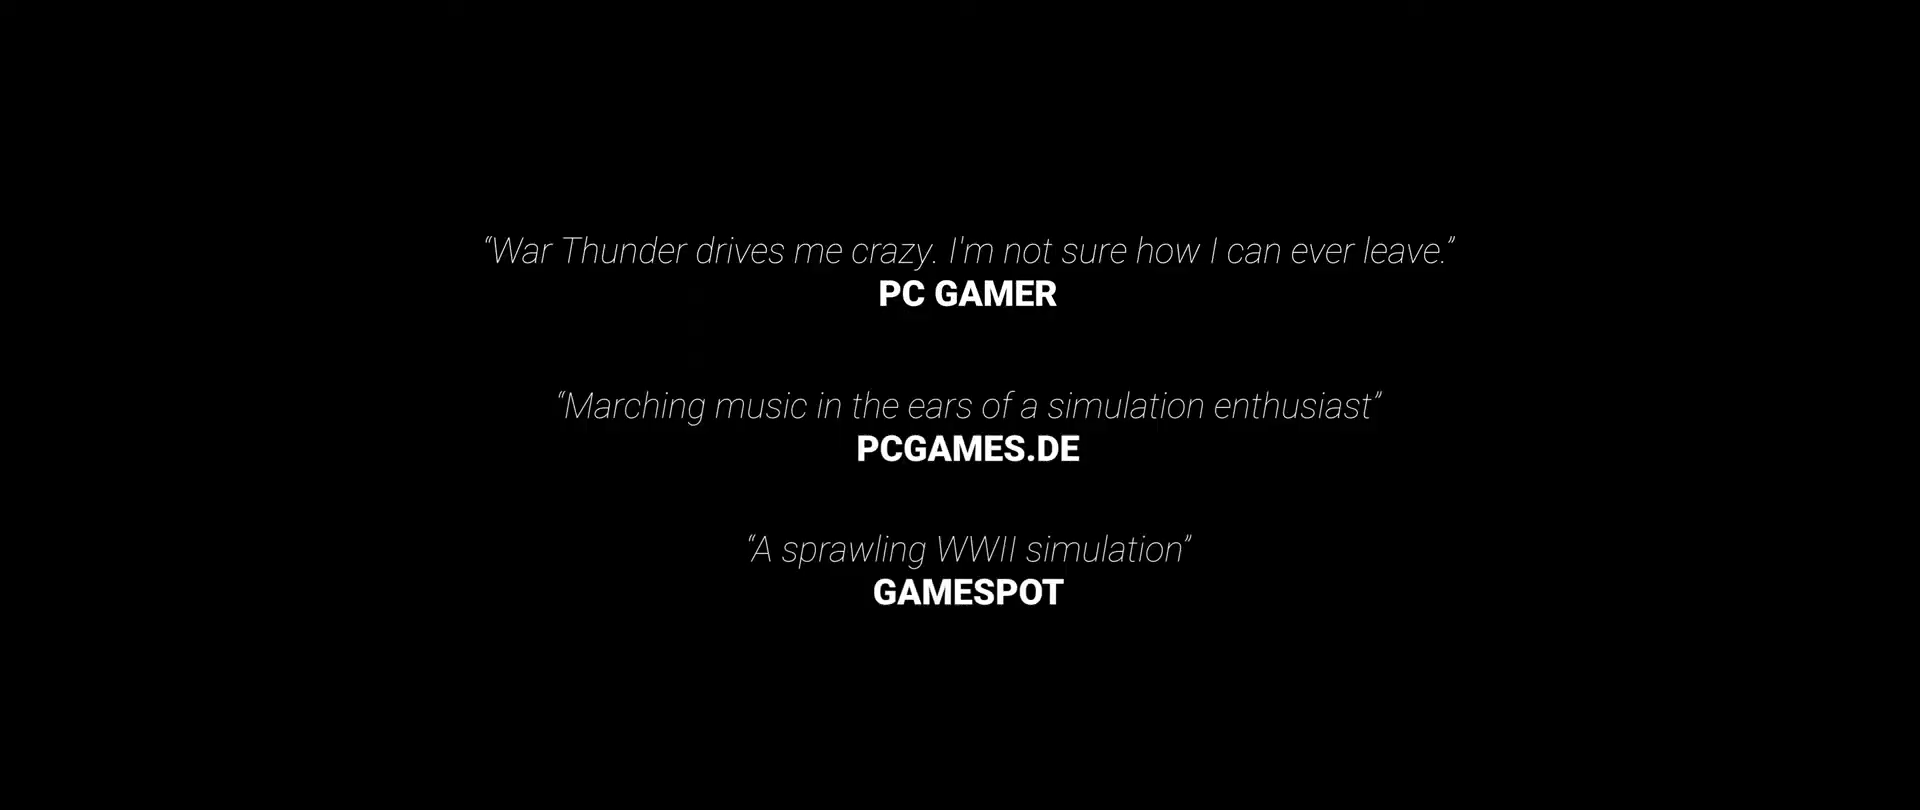 “War Thunder drives me crazy. I'm not sure how I can ever leave.”
PC GAMER
“Marching music in the ears of a simulation enthusiast”
PCGAMES.DE
“A sprawling WWII simulation”
GAMESPOT